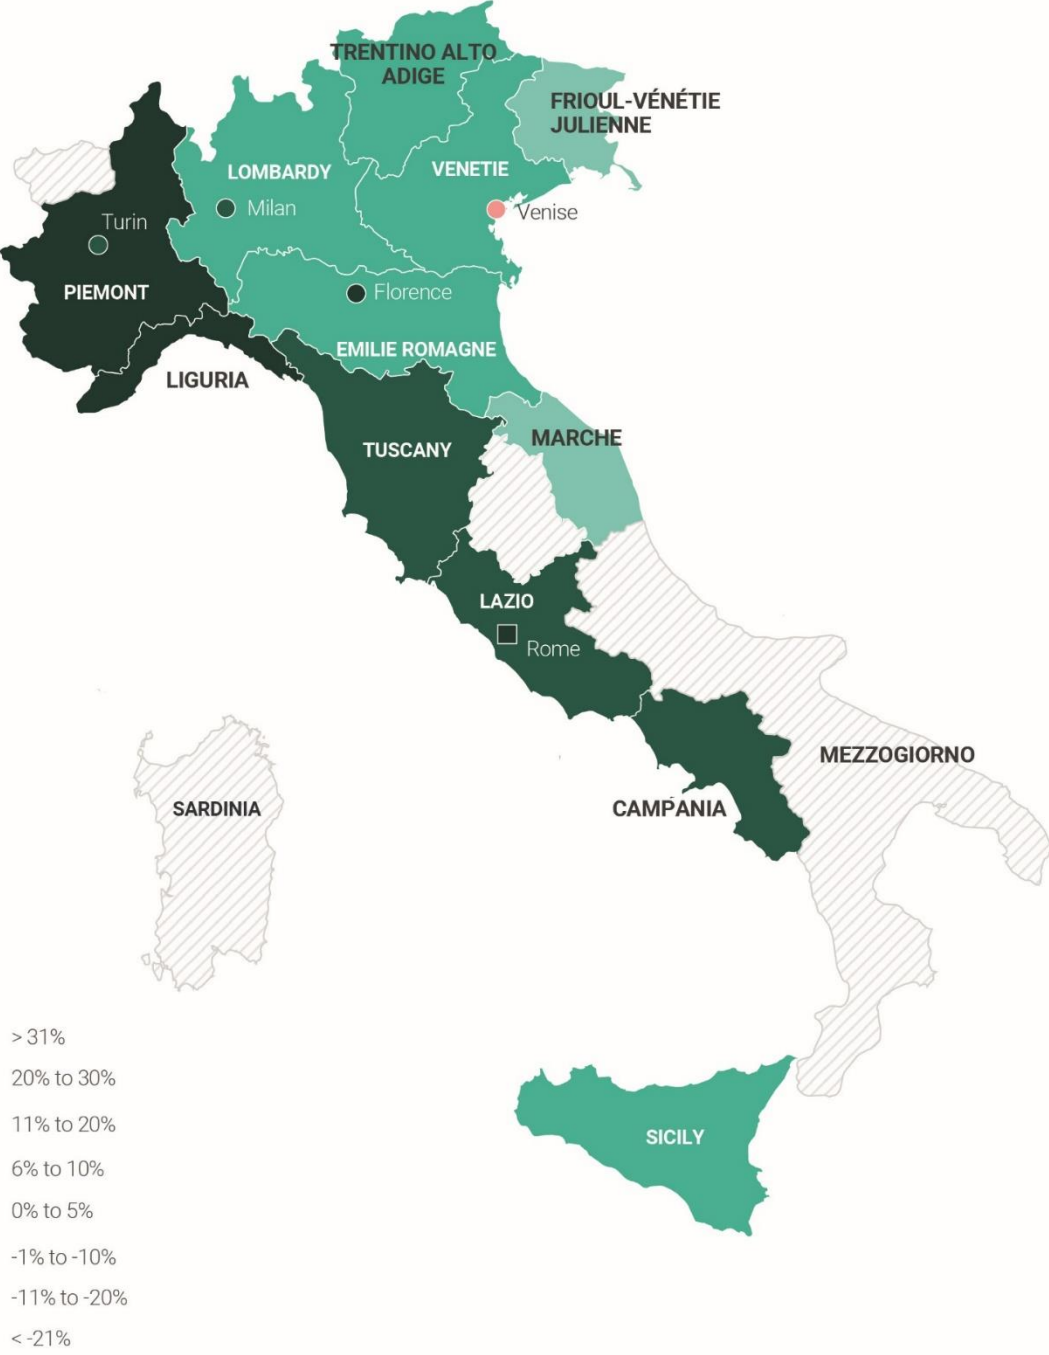 TRENTINO ALTO
ADIGE
FRIOUL-VÉNÉTIE
JULIENNE
LOMBARDY
VENETIE
Milan
Venise
Turin
PIEMONT
Florence
EMILIE ROMAGNE
LIGURIA
MARCHE
TUSCANY
LAZIO
Rome
MEZZOGIORNO
SARDINIA
CAMPANIA
> 31%
20% to 30%
11% to 20%
6% to 10%
0% to 5%
-1% to -10%
-11% to -20%
< -21%
SICILY